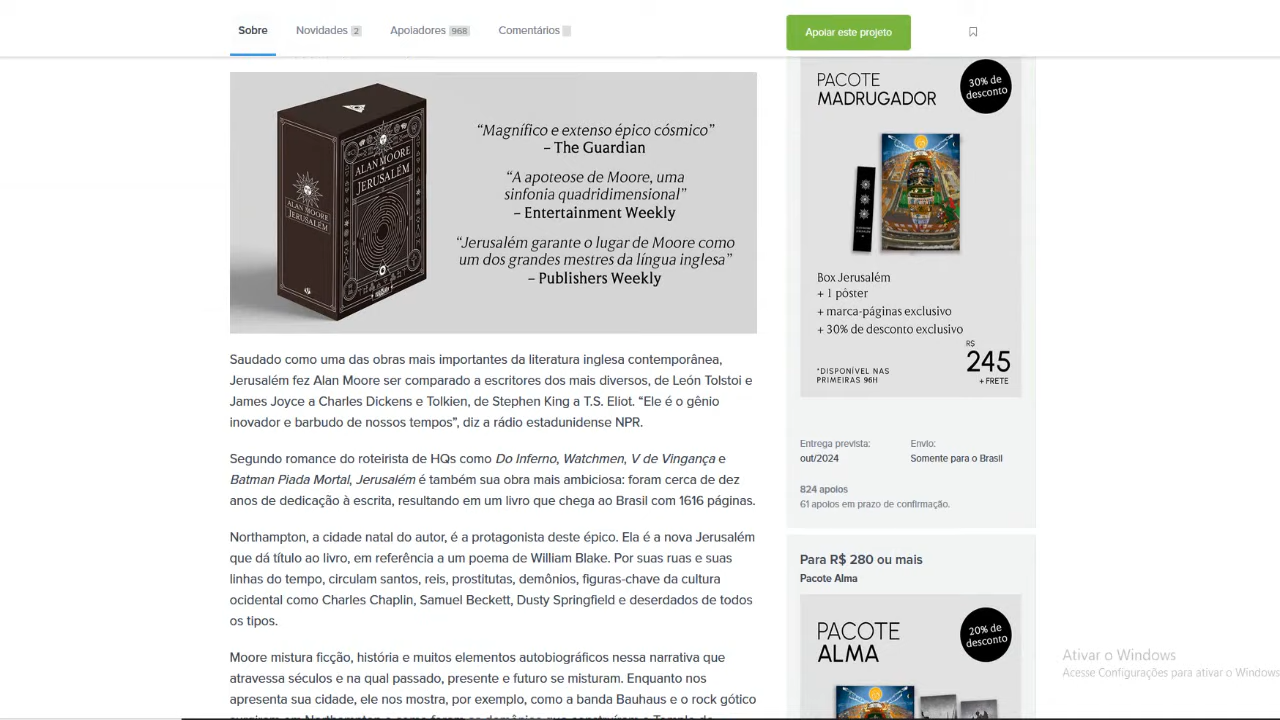 Sobre
Novidades 2
Apoiadores 968
Comentários
Apoiar este projeto
ALAN MOORE
JERUSALÉM
ALAN MOORE
JERUSALÉM
“Magnífico e extenso épico cósmico”
– The Guardian
“A apoteose de Moore, uma
sinfonia quadridimensional”
– Entertainment Weekly
“Jerusalém garante o lugar de Moore como
um dos grandes mestres da língua inglesa”
– Publishers Weekly
Saudado como uma das obras mais importantes da literatura inglesa contemporânea,
Jerusalém fez Alan Moore ser comparado a escritores dos mais diversos, de León Tolstoi e
James Joyce a Charles Dickens e Tolkien, de Stephen King a T.S. Eliot. “Ele é o gênio
inovador e barbudo de nossos tempos”, diz a rádio estadunidense NPR.
Segundo romance do roteirista de HQs como Do Inferno, Watchmen, V de Vingança e
Batman Piada Mortal, Jerusalém é também sua obra mais ambiciosa: foram cerca de dez
anos de dedicação à escrita, resultando em um livro que chega ao Brasil com 1616 páginas.
Northampton, a cidade natal do autor, é a protagonista deste épico. Ela é a nova Jerusalém
que dá título ao livro, em referência a um poema de William Blake. Por suas ruas e suas
linhas do tempo, circulam santos, reis, prostitutas, demônios, figuras-chave da cultura
ocidental como Charles Chaplin, Samuel Beckett, Dusty Springfield e deserdados de todos
os tipos.
Moore mistura ficção, história e muitos elementos autobiográficos nessa narrativa que
atravessa séculos e na qual passado, presente e futuro se misturam. Enquanto nos
apresenta sua cidade, ele nos mostra, por exemplo, como a banda Bauhaus e o rock gótico
PACOTE
MADRUGADOR
30% de
desconto
Box Jerusalém
+ 1 pôster
+ marca-páginas exclusivo
+ 30% de desconto exclusivo
R$
245
+ FRETE
*DISPONÍVEL NAS
PRIMEIRAS 96H
Entrega prevista:
out/2024
Envio:
Somente para o Brasil
824 apoios
61 apoios em prazo de confirmação.
Para R$ 280 ou mais
Pacote Alma
PACOTE
ALMA
20% de
desconto
Ativar o Windows
Acesse Configurações para ativar o Windows